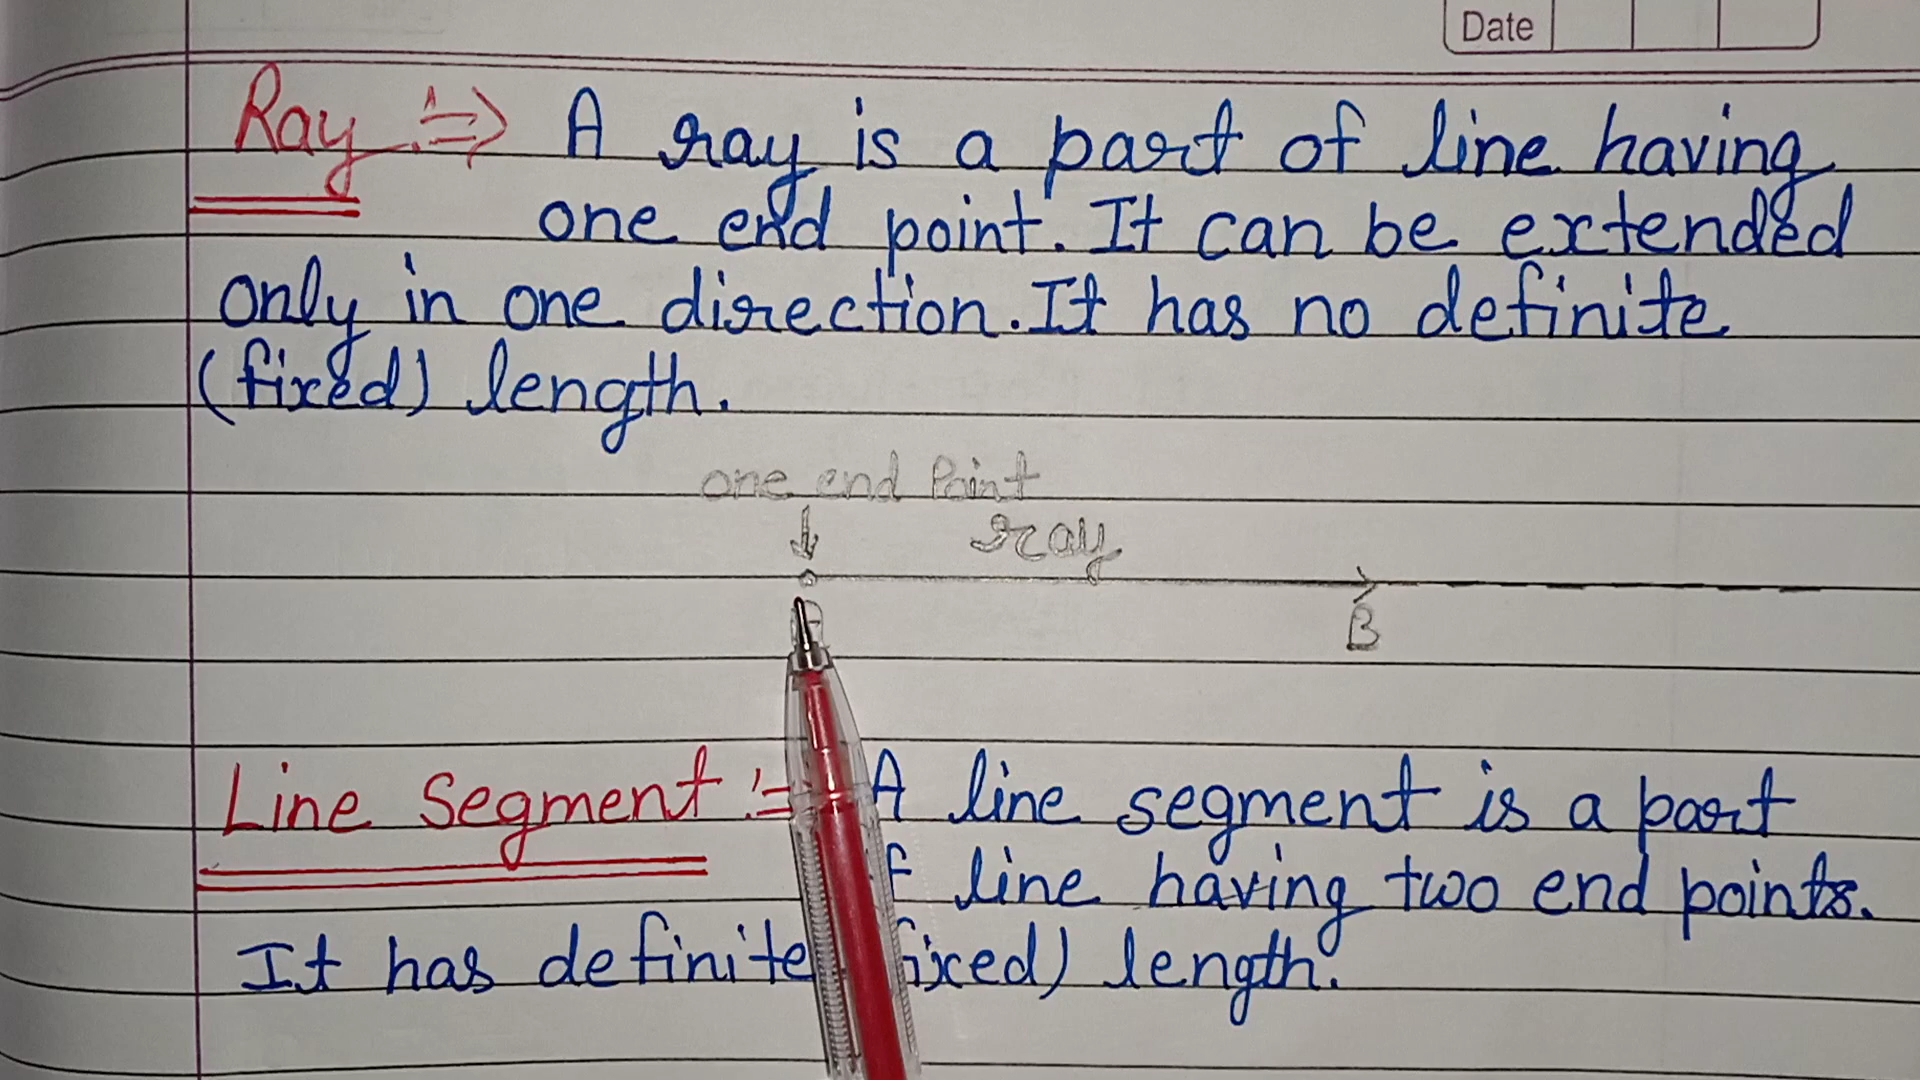 Date
Ray :⇒ A ray is a part of line having
one end point. It can be extended
only in one direction. It has no definite
(fixed) length.
one end Point
ray
B
Line Segment := A line segment is a part
line having two end points.
It has definite length.